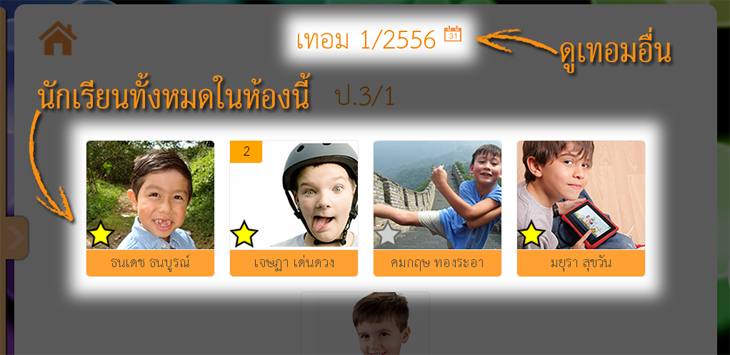 เทอม 1/2556
31
ดูเทอมอื่น
นักเรียนทั้งหมดในห้องนี้
ป.3/1
2
ธนเดช ธนบูรณ์
เจษฏา เด่นดวง
คมกฤษ ทองระอา
มยุรา สุขวัน